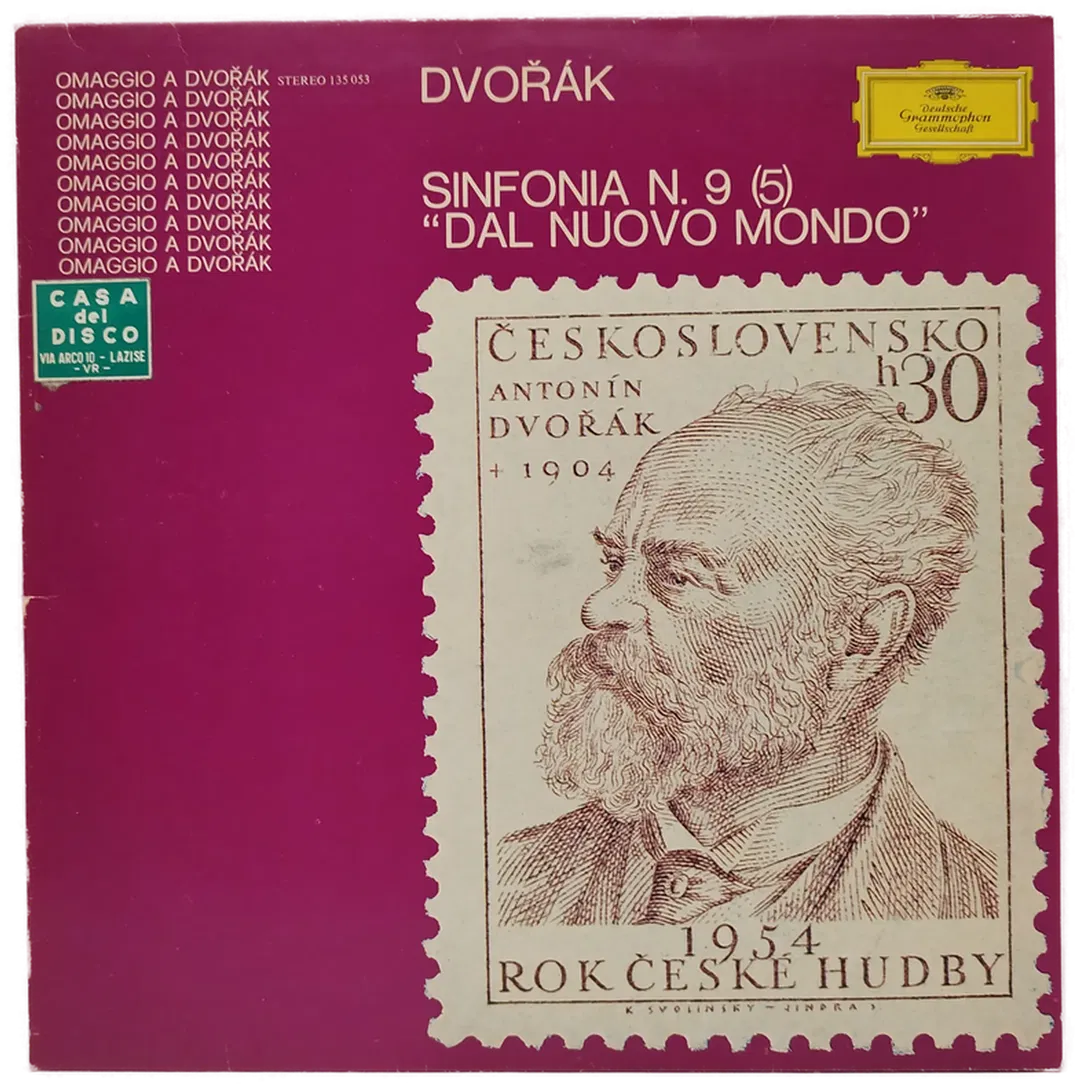 OMAGGIO A DVOŘÁK STEREO 135 053
OMAGGIO A DVOŘÁK
OMAGGIO A DVOŘÁK
OMAGGIO A DVOŘÁK
OMAGGIO A DVOŘÁK
OMAGGIO A DVOŘÁK
OMAGGIO A DVOŘÁK
OMAGGIO A DVOŘÁK
OMAGGIO A DVOŘÁK
OMAGGIO A DVOŘÁK
CASA
del
DISCO
VIA ARCO 10 - LAZISE
- VR -
DVOŘÁK
SINFONIA N. 9 (5)
“DAL NUOVO MONDO”
Deutsche
Grammophon
Gesellschaft
ČESKOSLOVENSKO
h30
ANTONÍN
DVOŘÁK
+ 1904
1954
ROK ČESKÉ HUDBY
K SVOLINSKY - JINDRA S.